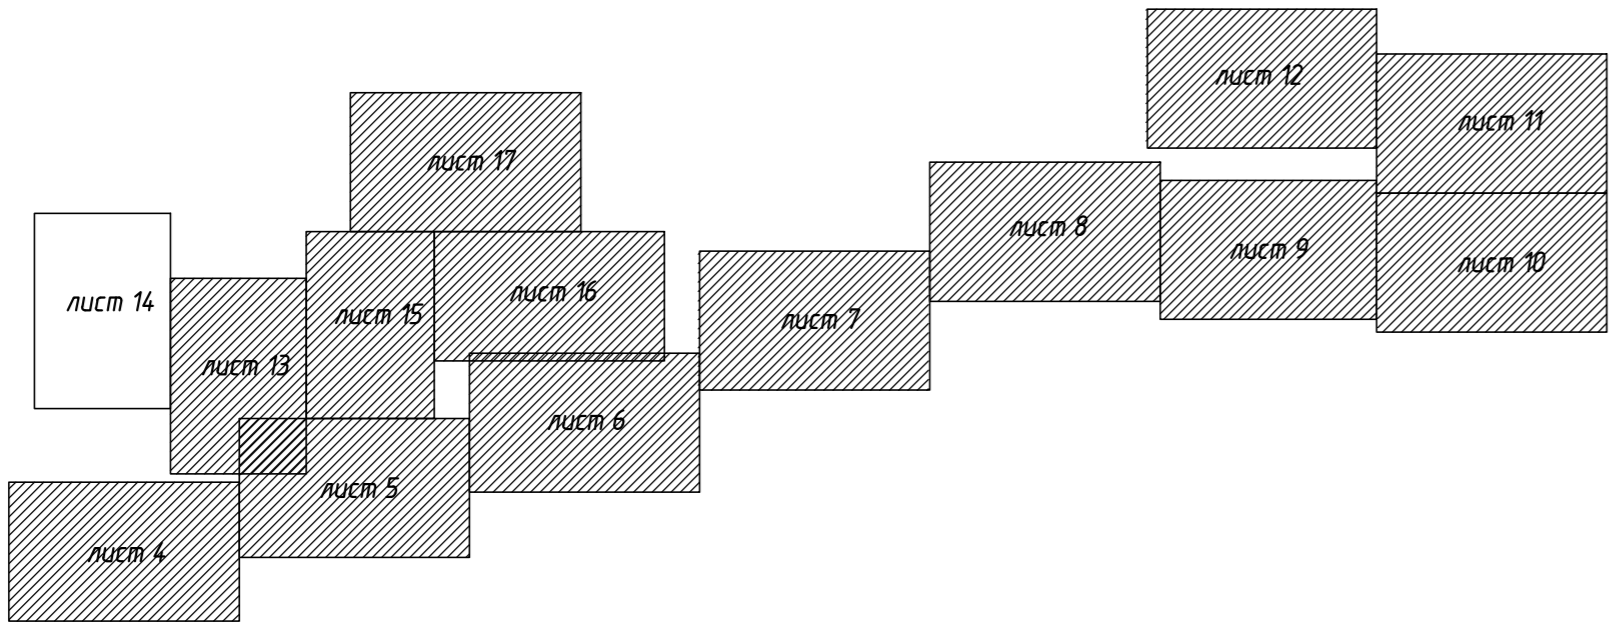 лист 12
лист 11
лист 17
лист 8
лист 9
лист 10
лист 14
лист 16
лист 15
лист 7
лист 13
лист 6
лист 5
лист 4